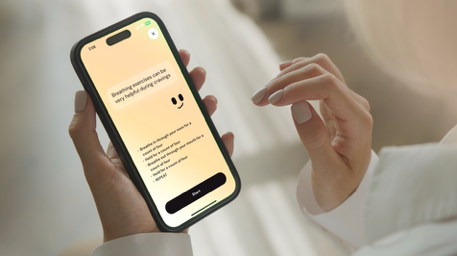 2:08
Breathing exercises can be
very helpful during cravings
- Breathe in through your nose for a
count of four
- Hold for a count of four
- Breathe out through your mouth for a
count of four
- Hold for a count of four
- REPEAT
Start